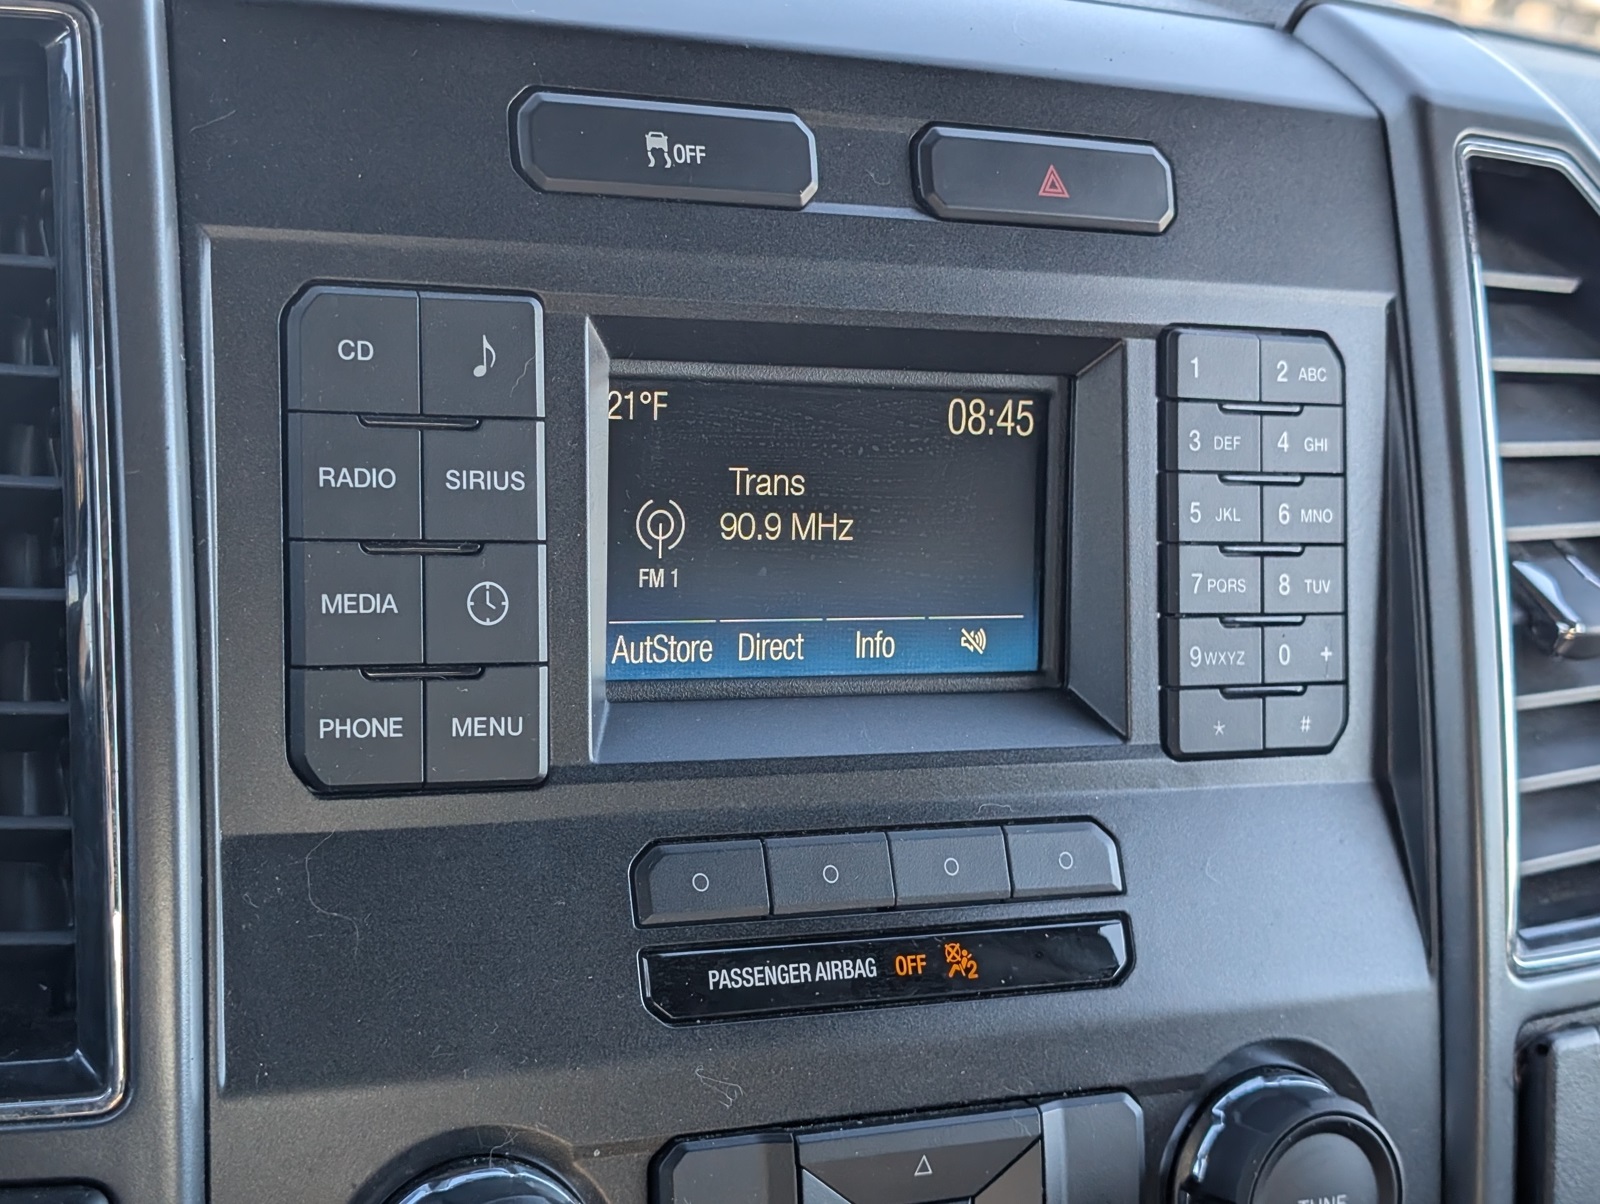 OFF
CD
RADIO SIRIUS
MEDIA
PHONE MENU
21°F 08:45
Trans
90.9 MHz
FM 1
AutStore Direct Info
1 2 ABC
3 DEF 4 GHI
5 JKL 6 MNO
7 PQRS 8 TUV
9 WXYZ 0 +
* #
PASSENGER AIRBAG OFF 2
TUNE